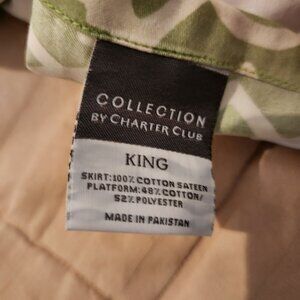 COLLECTION
BY CHARTER CLUB
KING
SKIRT:100% COTTON SATEEN
PLATFORM:48% COTTON/
52% POLYESTER
MADE IN PAKISTAN